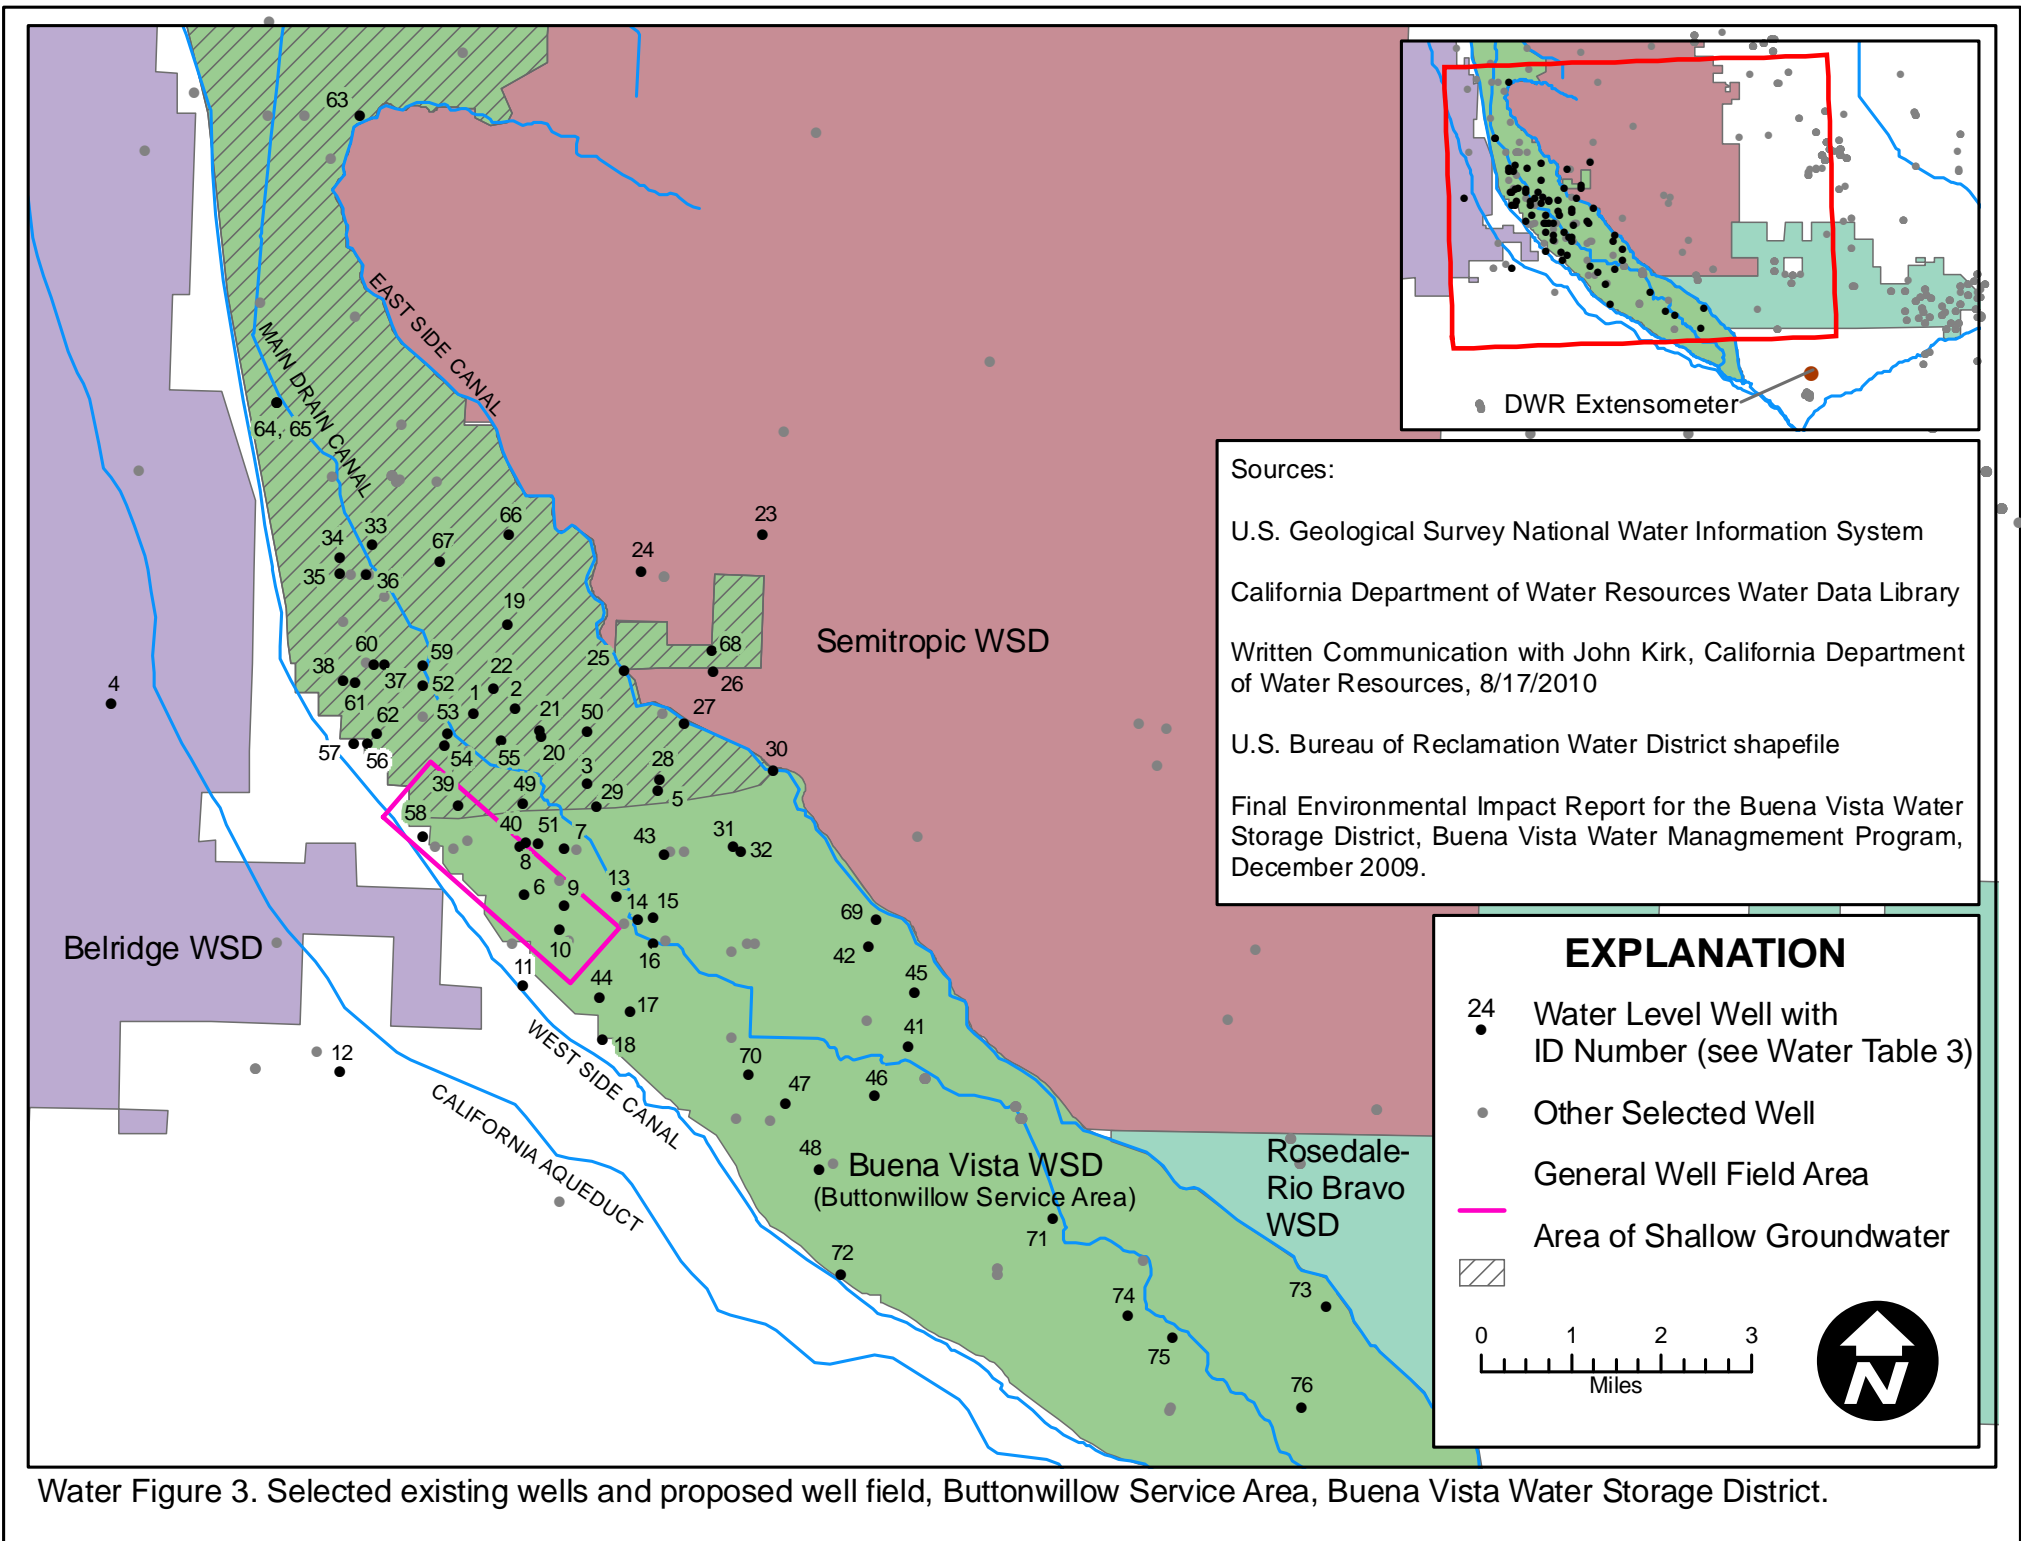 63
EAST SIDE CANAL
MAIN DRAIN CANAL
64, 65
DWR Extensometer
Sources:
U.S. Geological Survey National Water Information System
California Department of Water Resources Water Data Library
Written Communication with John Kirk, California Department
of Water Resources, 8/17/2010
U.S. Bureau of Reclamation Water District shapefile
Final Environmental Impact Report for the Buena Vista Water
Storage District, Buena Vista Water Managmement Program,
December 2009.
66
23
33
34
67
24
35
36
19
Semitropic WSD
60
59
68
25
38
37
52
22
26
4
61
1
2
62
53
21
50
27
57
56
54
55
20
30
3
28
39
49
29
5
58
40
51
7
43
31
32
8
6
9
13
14
15
69
10
16
42
Belridge WSD
11
44
45
17
18
41
12
70
WEST SIDE CANAL
47
46
CALIFORNIA AQUEDUCT
48
Buena Vista WSD
(Buttonwillow Service Area)
Rosedale-
Rio Bravo
WSD
71
72
73
74
75
76
EXPLANATION
24
Water Level Well with
ID Number (see Water Table 3)
Other Selected Well
General Well Field Area
Area of Shallow Groundwater
0 1 2 3
Miles
N
Water Figure 3. Selected existing wells and proposed well field, Buttonwillow Service Area, Buena Vista Water Storage District.